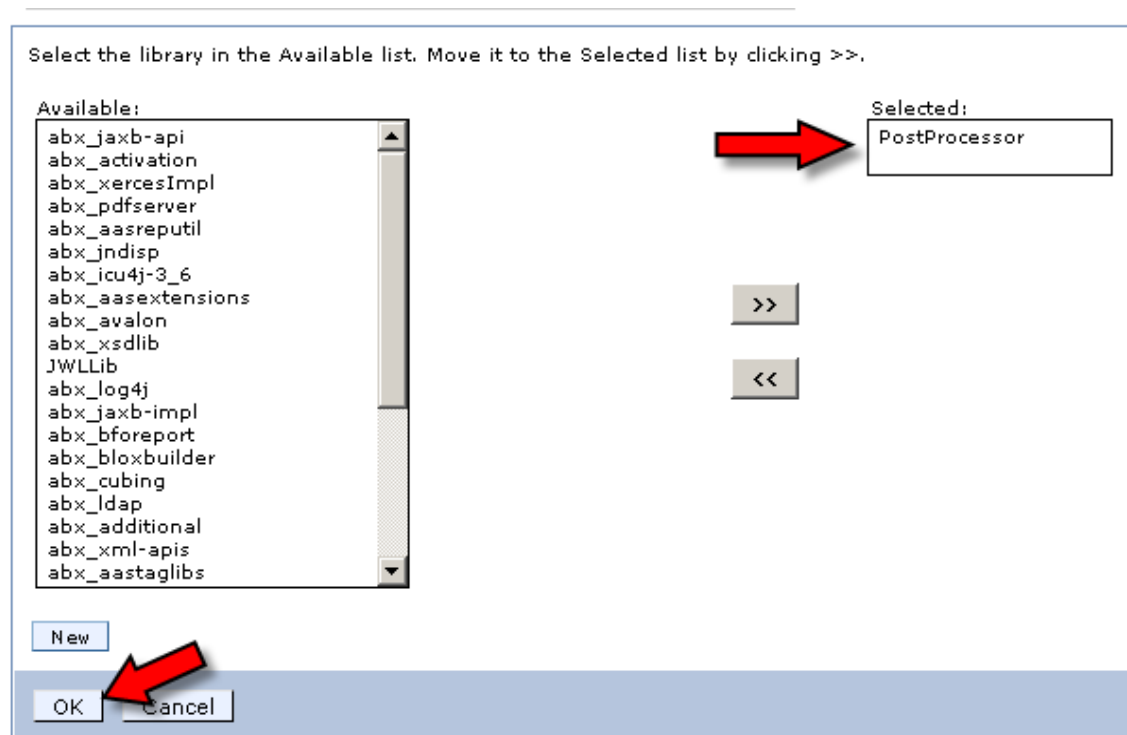 Select the library in the Available list. Move it to the Selected list by clicking >>.
Available:
abx_jaxb-api
abx_activation
abx_xercesImpl
abx_pdfserver
abx_aasreputil
abx_jndisp
abx_icu4j-3_6
abx_aasextensions
abx_avalon
abx_xsdlib
JWLLib
abx_log4j
abx_jaxb-impl
abx_bforeport
abx_bloxbuilder
abx_cubing
abx_ldap
abx_additional
abx_xml-apis
abx_aastaglibs
Selected:
PostProcessor
>>
<<
New
OK
Cancel